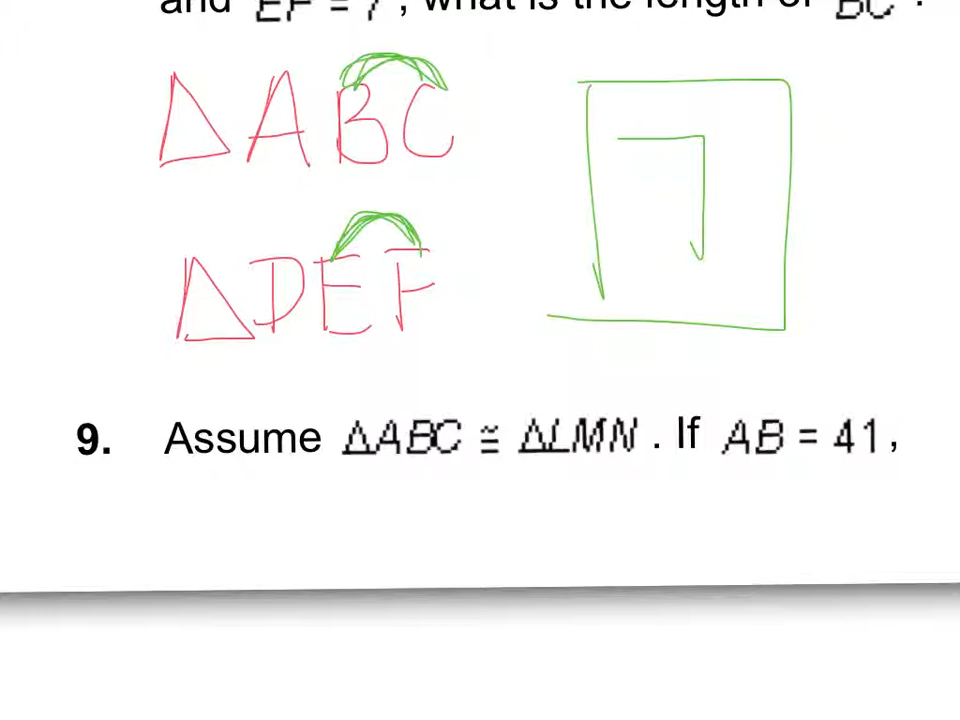 and EF = 7, what is the length of BC?
ΔABC
ΔDEF
9. Assume ΔABC ≅ ΔLMN. If AB = 41,